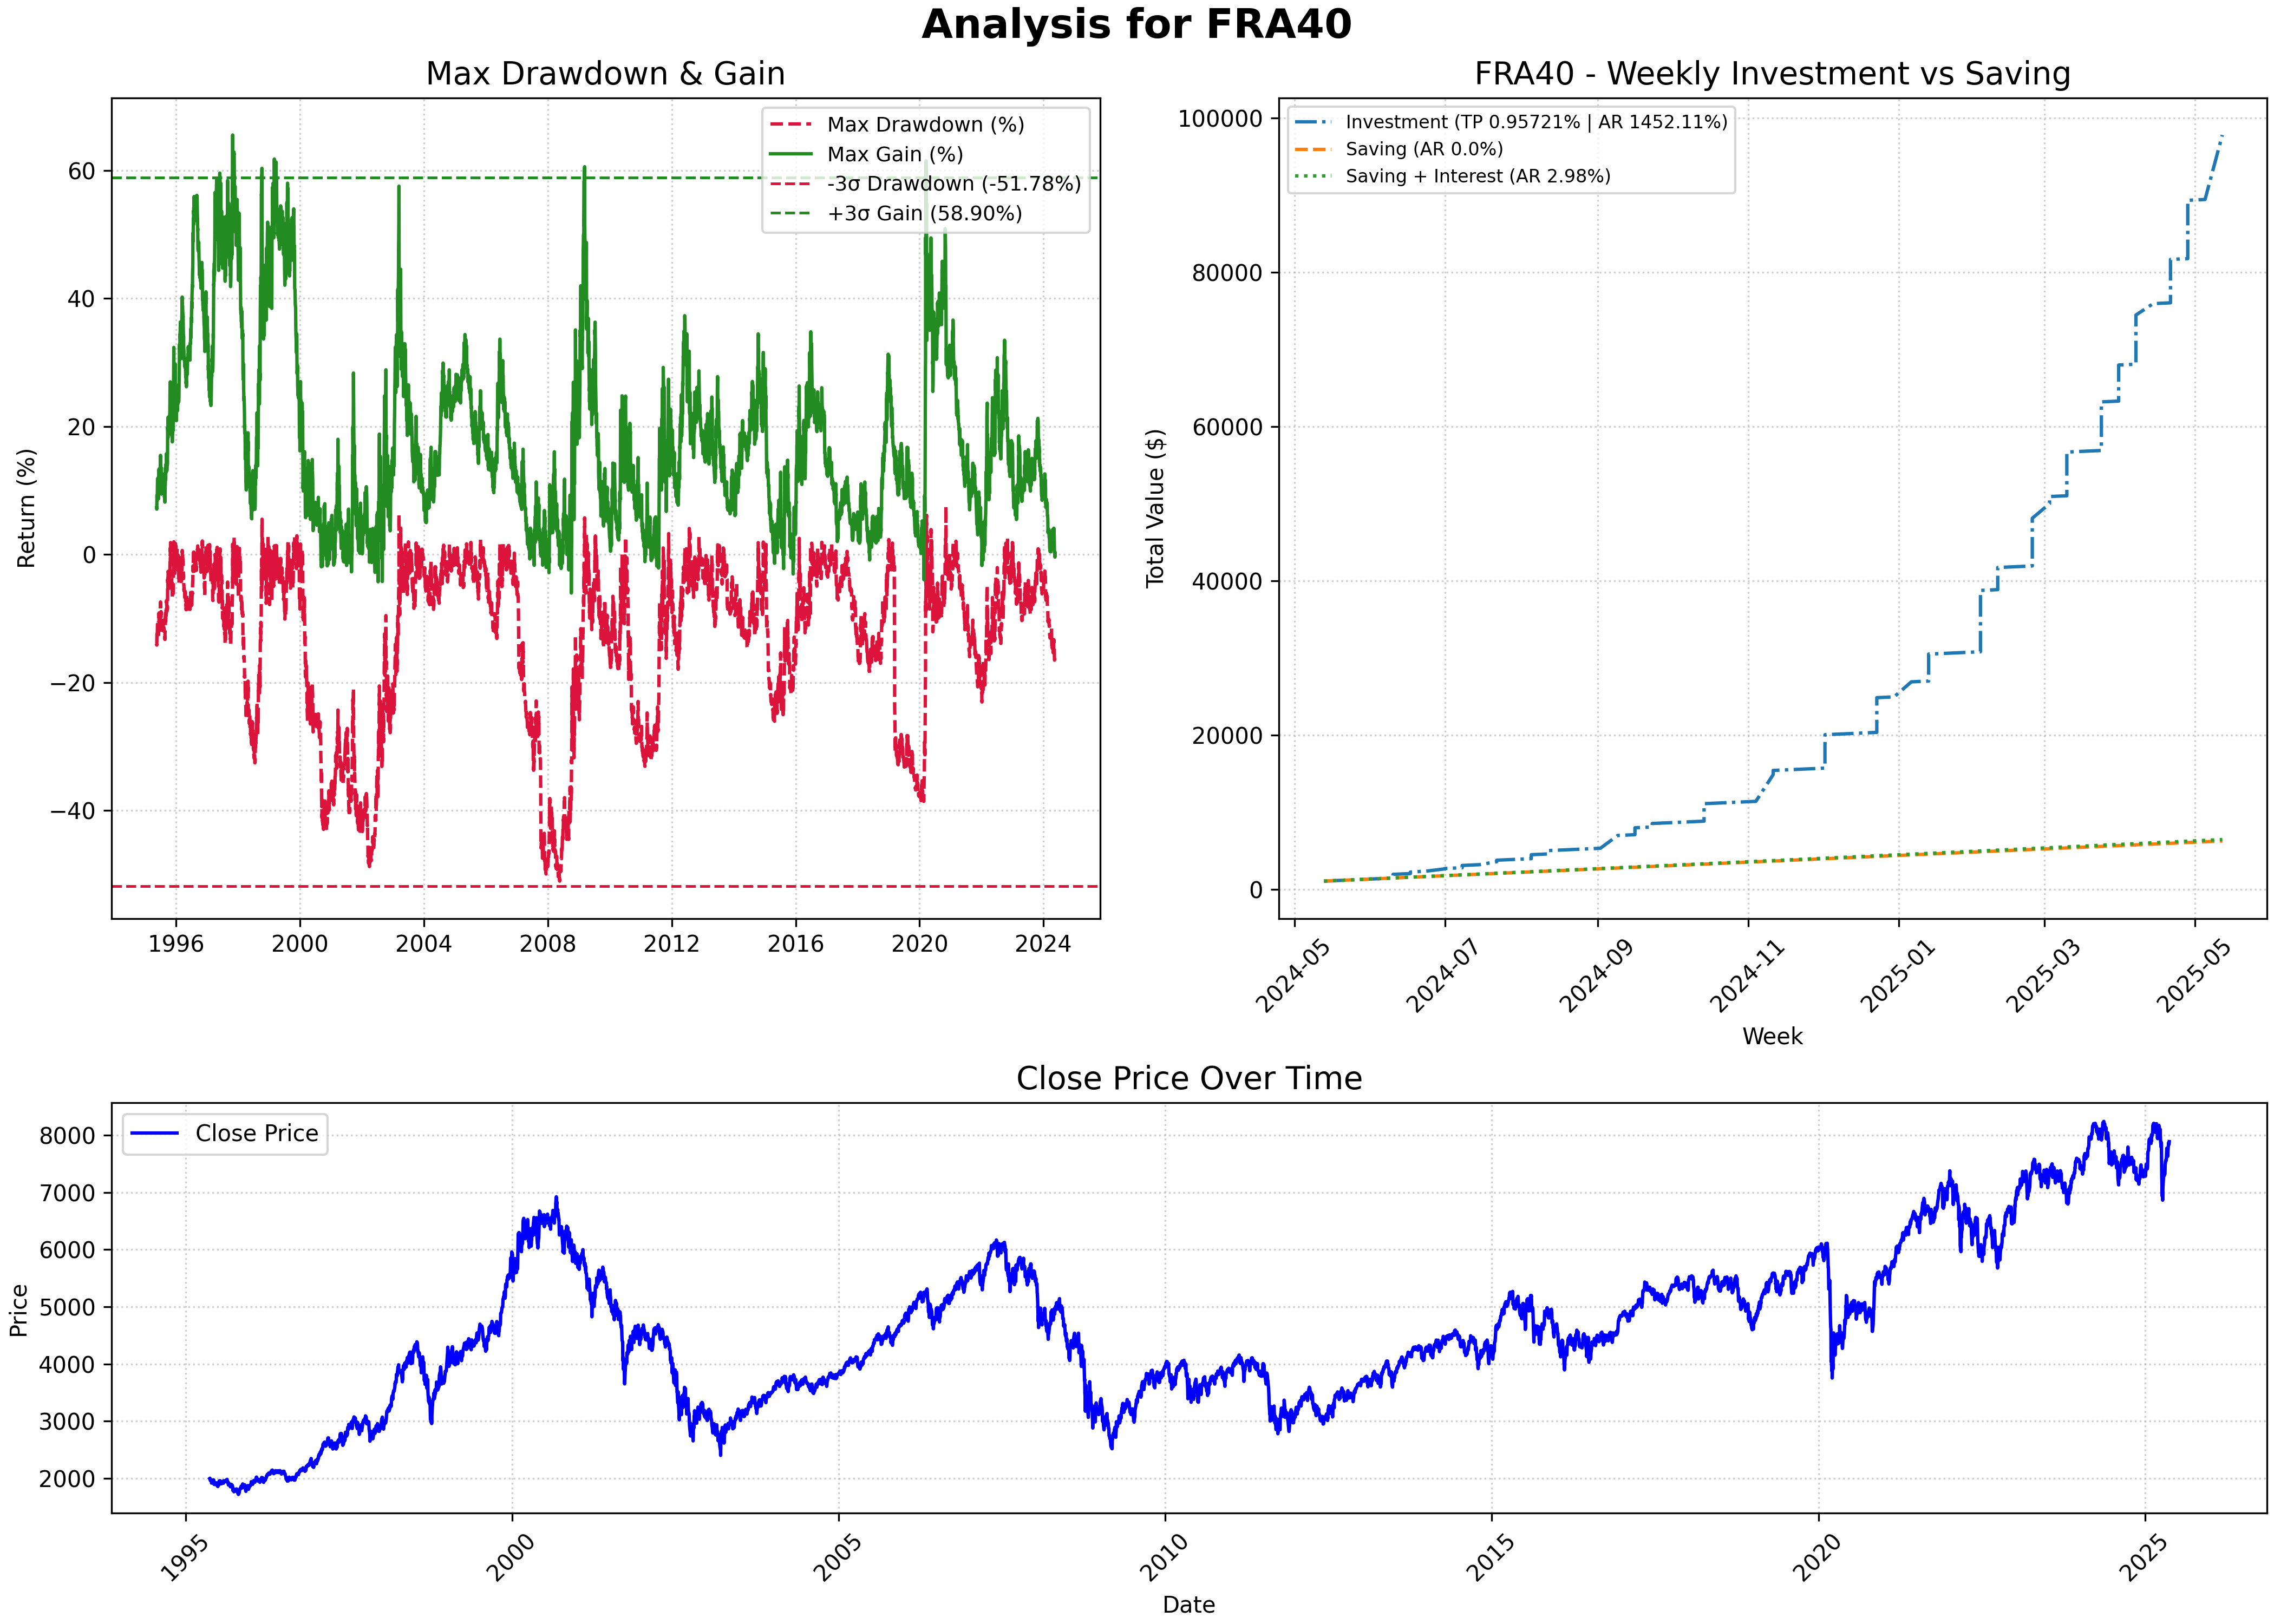 Analysis for FRA40
Max Drawdown & Gain
Return (%)
60
40
20
0
−20
−40
Max Drawdown (%)
Max Gain (%)
-3σ Drawdown (-51.78%)
+3σ Gain (58.90%)
1996 2000 2004 2008 2012 2016 2020 2024
FRA40 - Weekly Investment vs Saving
Total Value ($)
100000
80000
60000
40000
20000
0
Investment (TP 0.95721% | AR 1452.11%)
Saving (AR 0.0%)
Saving + Interest (AR 2.98%)
2024-05 2024-07 2024-09 2024-11 2025-01 2025-03 2025-05
Week
Close Price Over Time
Price
8000
7000
6000
5000
4000
3000
2000
Close Price
1995 2000 2005 2010 2015 2020 2025
Date